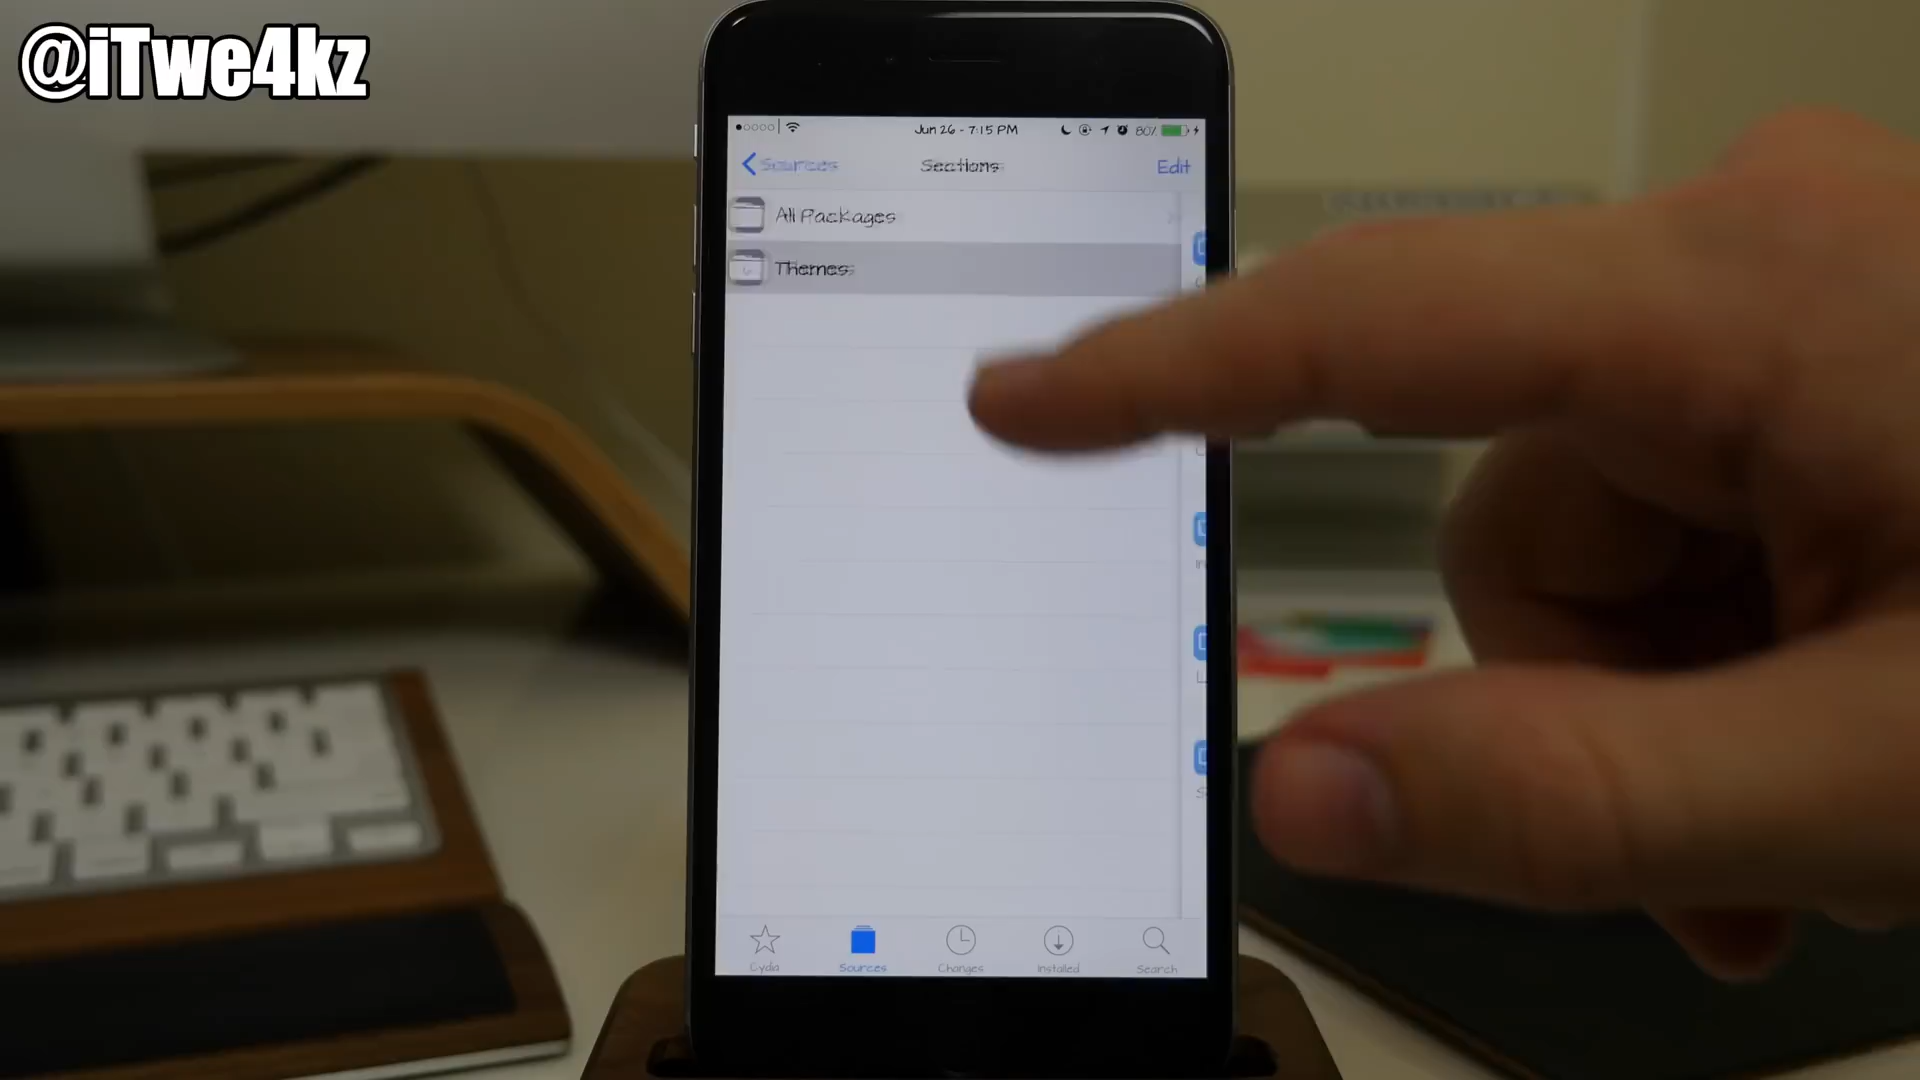 @iTwe4kz
Jun 26 - 7:15 PM 80%
Sources Sections Edit
All Packages
Themes
Cydia Sources Changes Installed Search